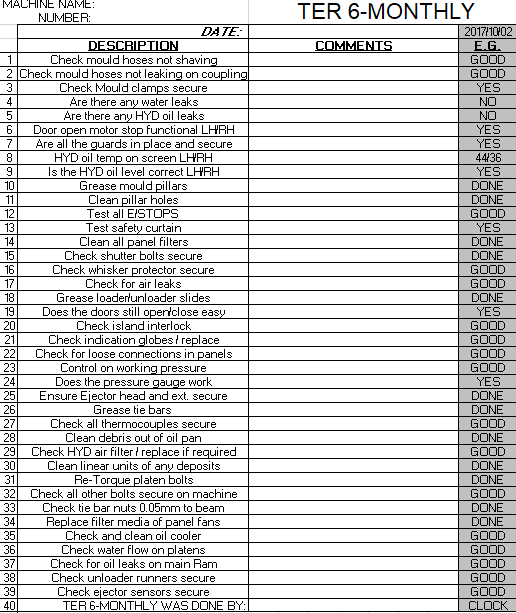 MACHINE NAME: TER 6-MONTHLY
NUMBER:
DATE: 2017/10/02
DESCRIPTION COMMENTS E.G.
1 Check mould hoses not shaving GOOD
2 Check mould hoses not leaking on coupling GOOD
3 Check Mould clamps secure YES
4 Are there any water leaks NO
5 Are there any HYD oil leaks NO
6 Door open motor stop functional LH/RH YES
7 Are all the guards in place and secure YES
8 HYD oil temp on screen LH/RH 44/36
9 Is the HYD oil level correct LH/RH YES
10 Grease mould pillars DONE
11 Clean pillar holes DONE
12 Test all E/STOPS GOOD
13 Test safety curtain YES
14 Clean all panel filters DONE
15 Check shutter bolts secure DONE
16 Check whisker protector secure GOOD
17 Check for air leaks GOOD
18 Grease loader/unloader slides DONE
19 Does the doors still open/close easy YES
20 Check island interlock GOOD
21 Check indication globes / replace GOOD
22 Check for loose connections in panels GOOD
23 Control on working pressure GOOD
24 Does the pressure gauge work YES
25 Ensure Ejector head and ext. secure DONE
26 Grease tie bars DONE
27 Check all thermocouples secure GOOD
28 Clean debris out of oil pan DONE
29 Check HYD air filter / replace if required GOOD
30 Clean linear units of any deposits DONE
31 Re-Torque platen bolts DONE
32 Check all other bolts secure on machine GOOD
33 Check tie bar nuts 0.05mm to beam DONE
34 Replace filter media of panel fans DONE
35 Check and clean oil cooler GOOD
36 Check water flow on platens GOOD
37 Check for oil leaks on main Ram GOOD
38 Check unloader runners secure GOOD
39 Check ejector sensors secure GOOD
40 TER 6-MONTHLY WAS DONE BY: CLOCK